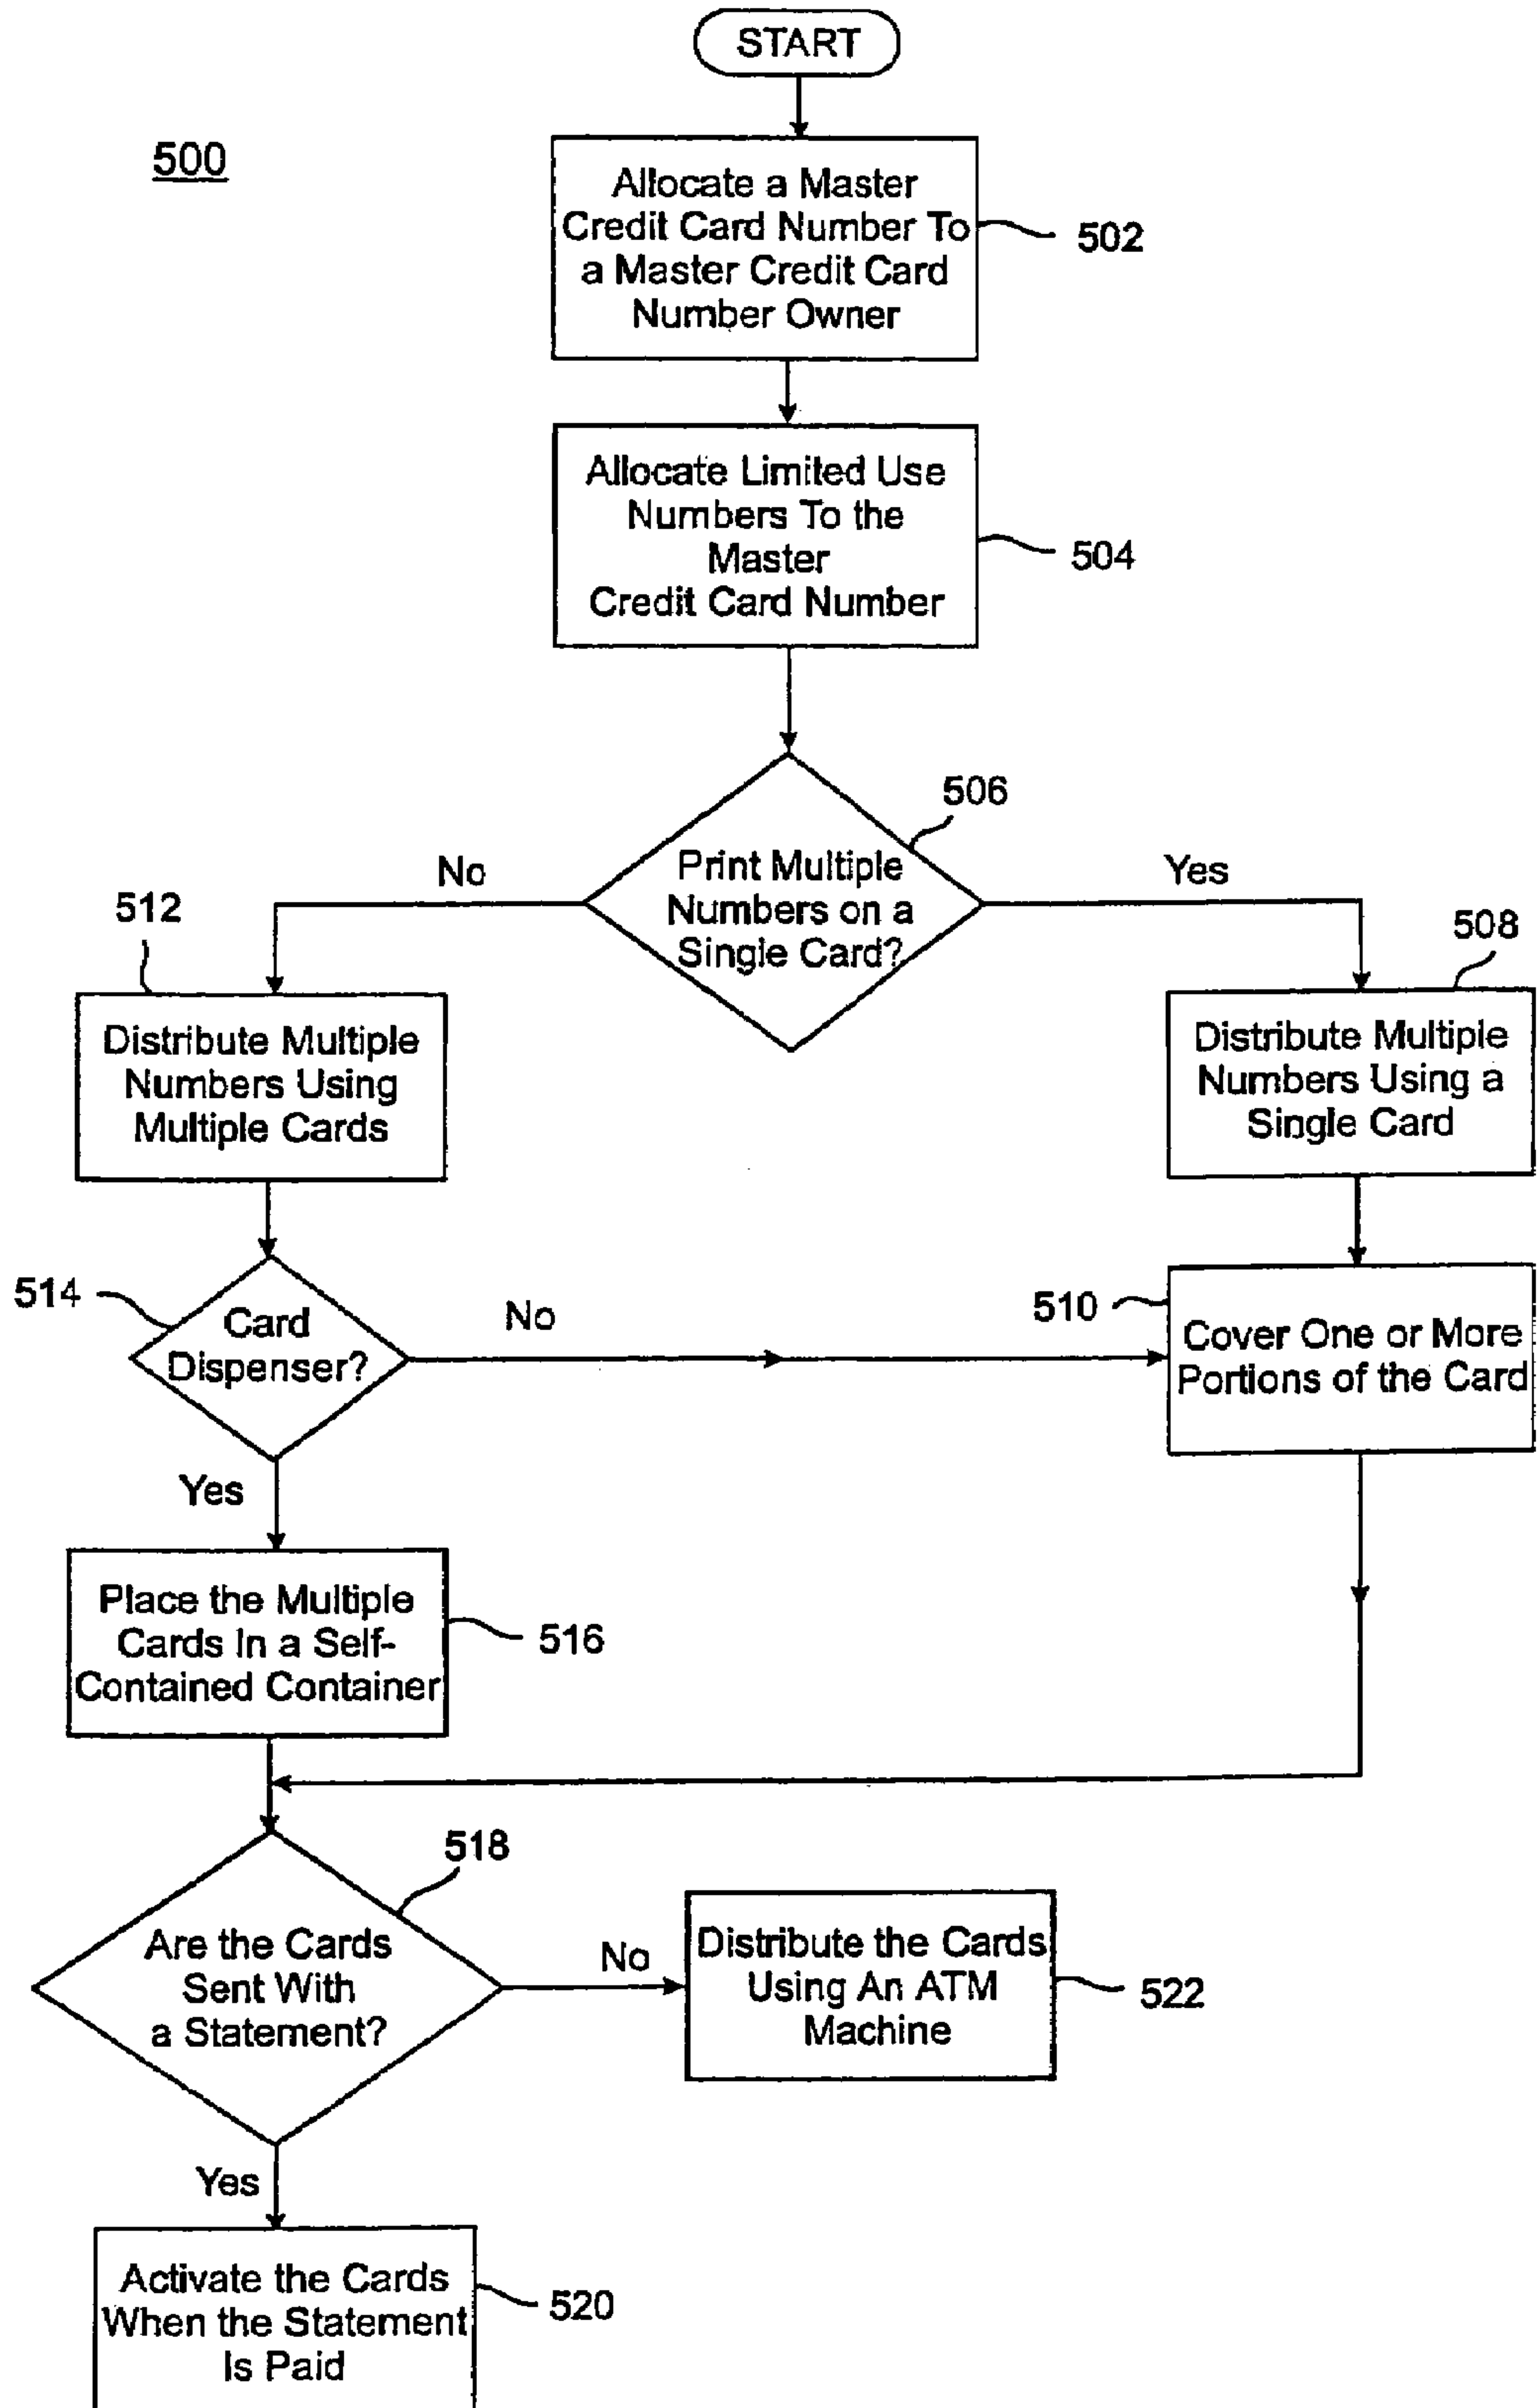 START
500
Allocate a Master
Credit Card Number To
a Master Credit Card
Number Owner
502
Allocate Limited Use
Numbers To the
Master
Credit Card Number
504
506
Print Multiple
Numbers on a
Single Card?
No
Yes
512
508
Distribute Multiple
Numbers Using
Multiple Cards
Distribute Multiple
Numbers Using a
Single Card
514
Card
Dispenser?
No
510
Cover One or More
Portions of the Card
Yes
Place the Multiple
Cards In a Self-
Contained Container
516
518
Are the Cards
Sent With
a Statement?
No
Distribute the Cards
Using An ATM
Machine
522
Yes
Activate the Cards
When the Statement
Is Paid
520